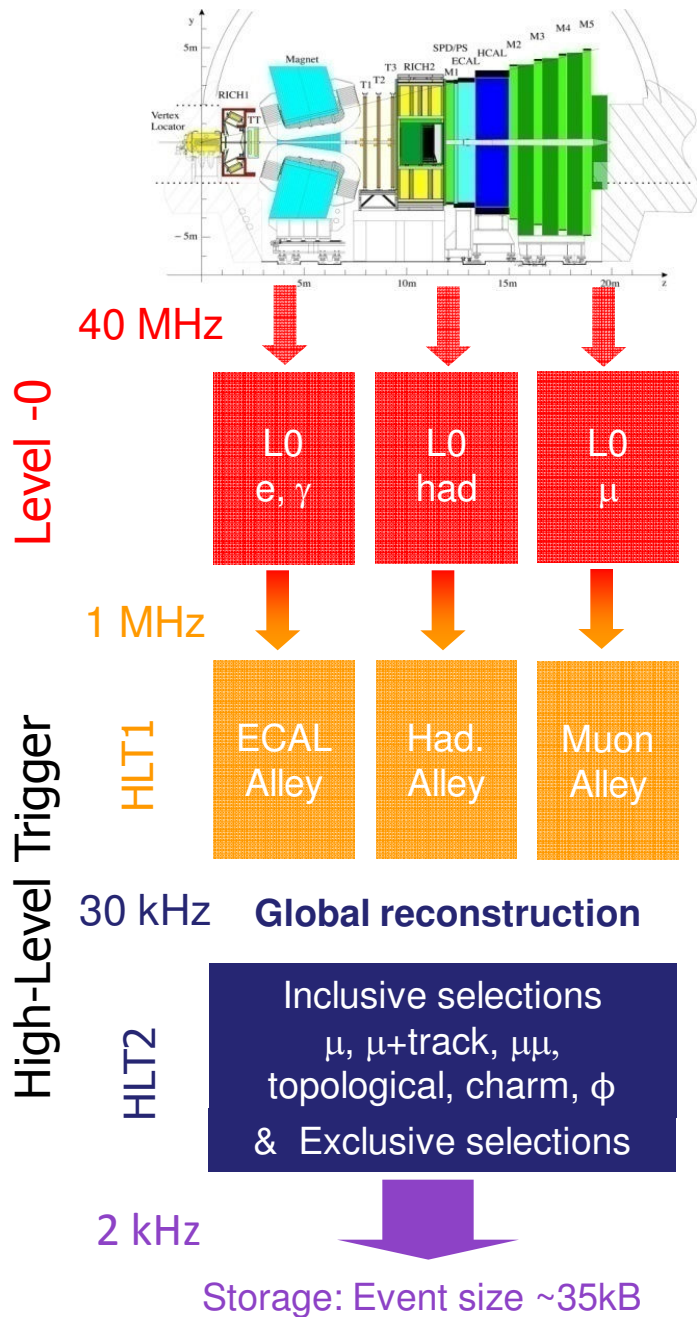 y
5m
- 5m
Vertex
Locator
RICH1
TT
Magnet
T1
T2
T3
RICH2
M1
SPD/PS
ECAL
HCAL
M2
M3
M4
M5
5m
10m
15m
20m
z
40 MHz
Level -0
L0
e, γ
L0
had
L0
μ
1 MHz
High-Level Trigger
HLT1
ECAL
Alley
Had.
Alley
Muon
Alley
30 kHz
Global reconstruction
HLT2
Inclusive selections
μ, μ+track, μμ,
topological, charm, ϕ
& Exclusive selections
2 kHz
Storage: Event size ~35kB